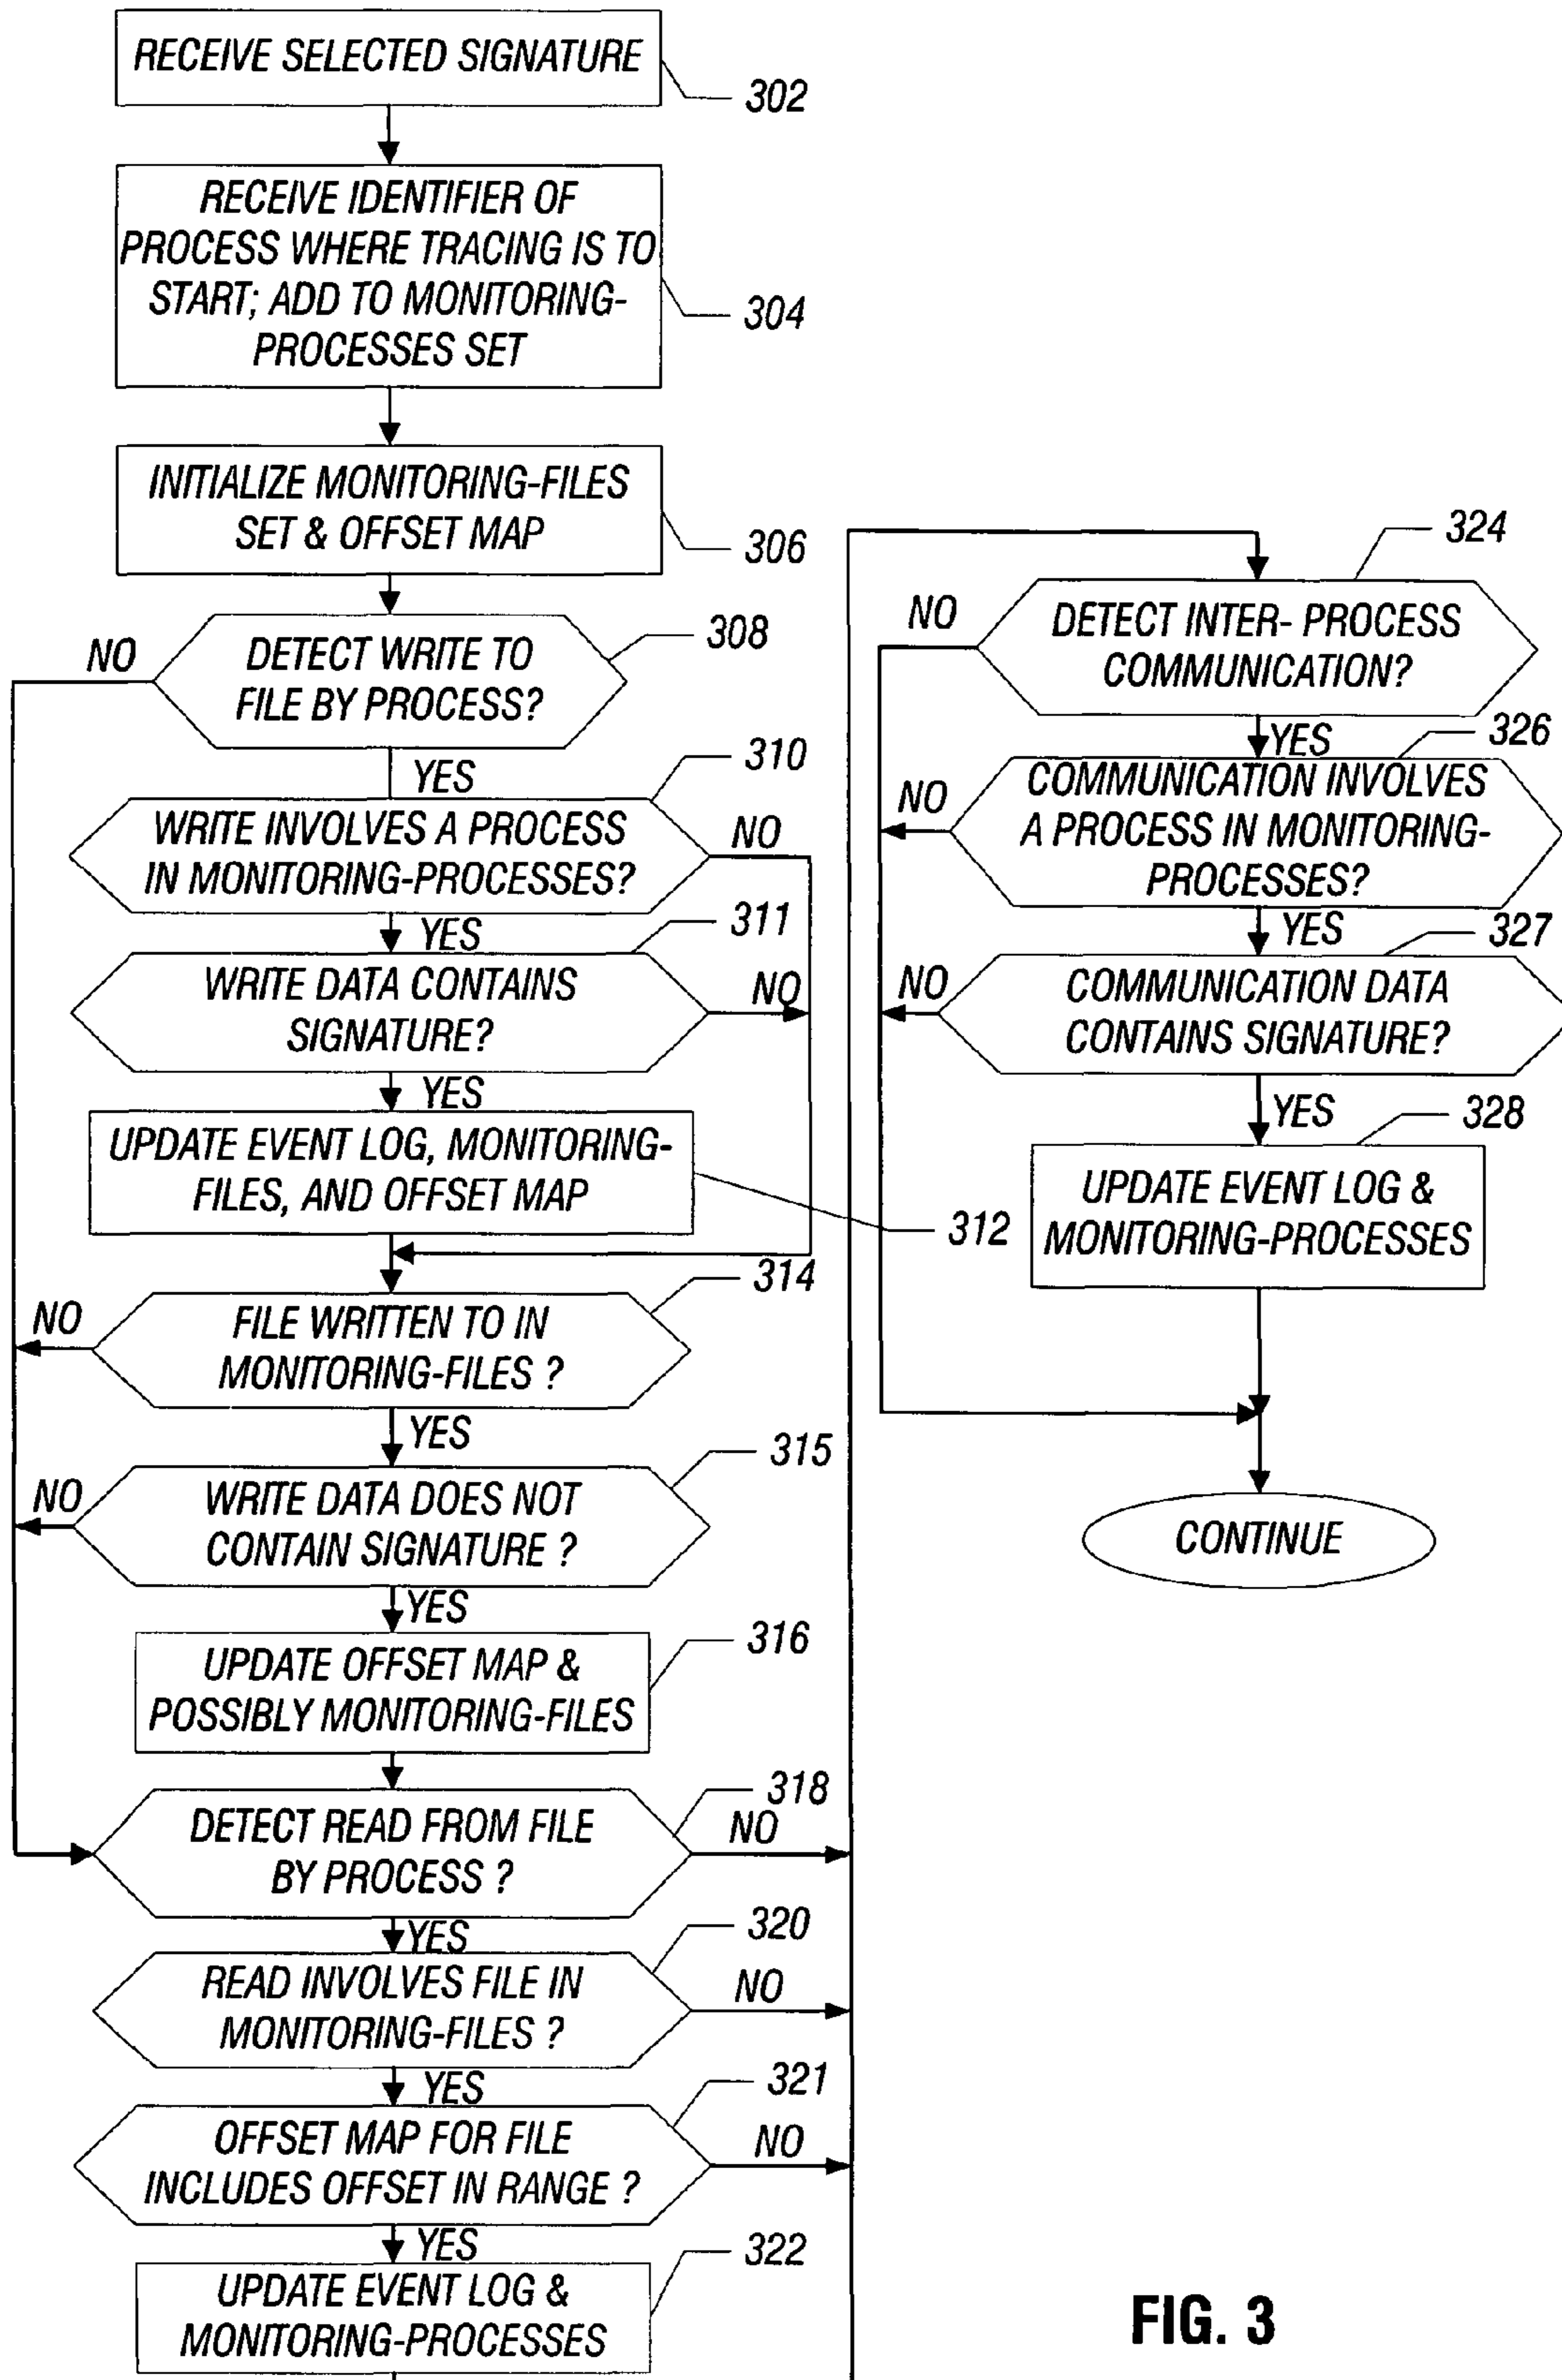 RECEIVE SELECTED SIGNATURE
302
RECEIVE IDENTIFIER OF
PROCESS WHERE TRACING IS TO
START; ADD TO MONITORING-
PROCESSES SET
304
INITIALIZE MONITORING-FILES
SET & OFFSET MAP
306
NO
DETECT WRITE TO
FILE BY PROCESS?
308
YES
310
WRITE INVOLVES A PROCESS
IN MONITORING-PROCESSES?
NO
YES
311
WRITE DATA CONTAINS
SIGNATURE?
NO
YES
UPDATE EVENT LOG, MONITORING-
FILES, AND OFFSET MAP
312
314
NO
FILE WRITTEN TO IN
MONITORING-FILES ?
YES
315
NO
WRITE DATA DOES NOT
CONTAIN SIGNATURE ?
YES
316
UPDATE OFFSET MAP &
POSSIBLY MONITORING-FILES
318
DETECT READ FROM FILE
BY PROCESS ?
NO
YES
320
READ INVOLVES FILE IN
MONITORING-FILES ?
NO
YES
321
OFFSET MAP FOR FILE
INCLUDES OFFSET IN RANGE ?
NO
YES
322
UPDATE EVENT LOG &
MONITORING-PROCESSES
324
NO
DETECT INTER- PROCESS
COMMUNICATION?
YES
326
NO
COMMUNICATION INVOLVES
A PROCESS IN MONITORING-
PROCESSES?
YES
327
NO
COMMUNICATION DATA
CONTAINS SIGNATURE?
YES
328
UPDATE EVENT LOG &
MONITORING-PROCESSES
CONTINUE
FIG. 3